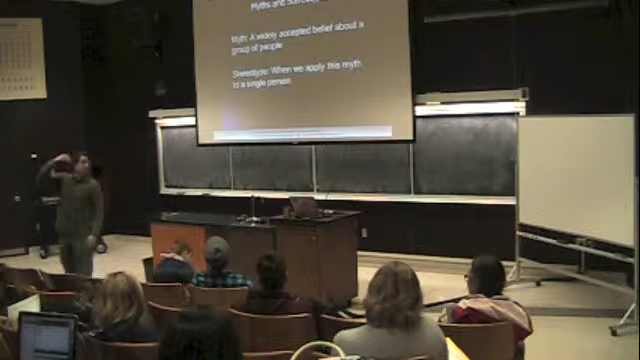 Myths and
Myth: A widely accepted belief about a
group of people
Stereotype: When we apply this myth
to a single person